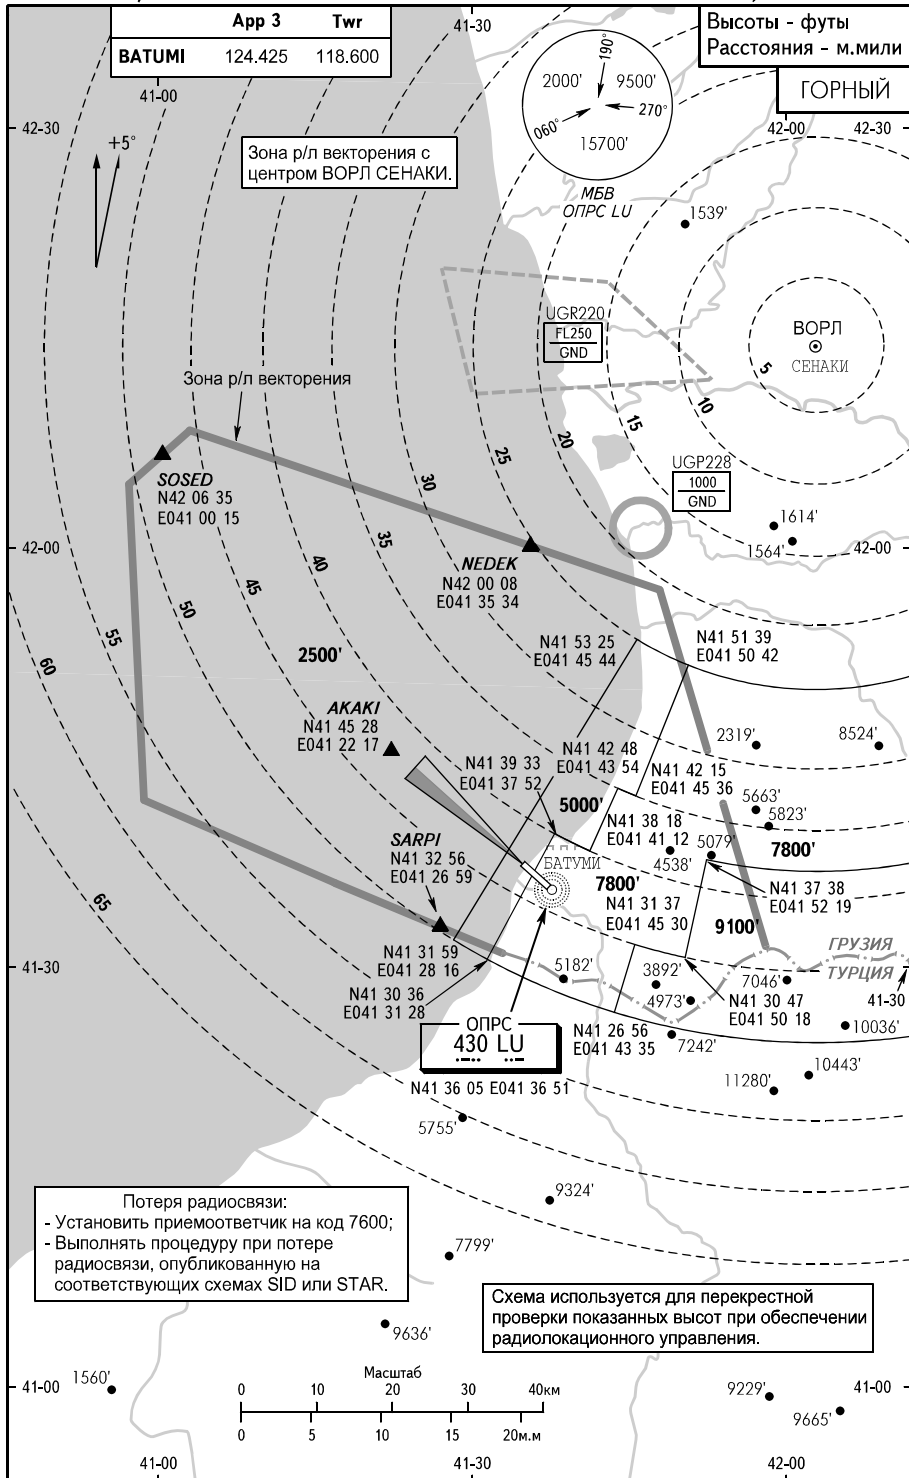 App 3 Twr
BATUMI 124.425 118.600
41-30
Высоты - футы
Расстояния - м.мили
ГОРНЫЙ
41-00
42-30
42-00 42-30
+5°
Зона р/л векторения с
центром ВОРЛ СЕНАКИ.
190°
2000' 9500'
060° 270°
15700'
МБВ
ОПРС LU
1539'
UGR220
FL250
GND
ВОРЛ
СЕНАКИ
5
10
15
20
25
30
35
40
45
50
55
60
65
Зона р/л векторения
SOSED
N42 06 35
E041 00 15
UGP228
1000
GND
1614'
1564'
42-00
42-00
NEDEK
N42 00 08
E041 35 34
N41 53 25
E041 45 44
N41 51 39
E041 50 42
2500'
AKAKI
N41 45 28
E041 22 17
2319' 8524'
N41 42 48
E041 43 54
N41 39 33
E041 37 52
N41 42 15
E041 45 36
5000'
5663'
5823'
N41 38 18
E041 41 12
4538'
5079'
7800'
SARPI
N41 32 56
E041 26 59
БАТУМИ
7800'
N41 37 38
E041 52 19
N41 31 37
E041 45 30
9100'
ГРУЗИЯ
ТУРЦИЯ
41-30
41-30
N41 31 59
E041 28 16
N41 30 36
E041 31 28
5182'
3892'
4973'
7046'
N41 30 47
E041 50 18
10036'
ОПРС
430 LU
N41 36 05 E041 36 51
N41 26 56
E041 43 35
7242'
10443'
11280'
5755'
9324'
7799'
Потеря радиосвязи:
- Установить приемоответчик на код 7600;
- Выполнять процедуру при потере
радиосвязи, опубликованную на
соответствующих схемах SID или STAR.
Схема используется для перекрестной
проверки показанных высот при обеспечении
радиолокационного управления.
9636'
1560'
41-00
41-00
9229'
9665'
Масштаб
0 10 20 30 40км
0 5 10 15 20м.м
41-00 41-30 42-00